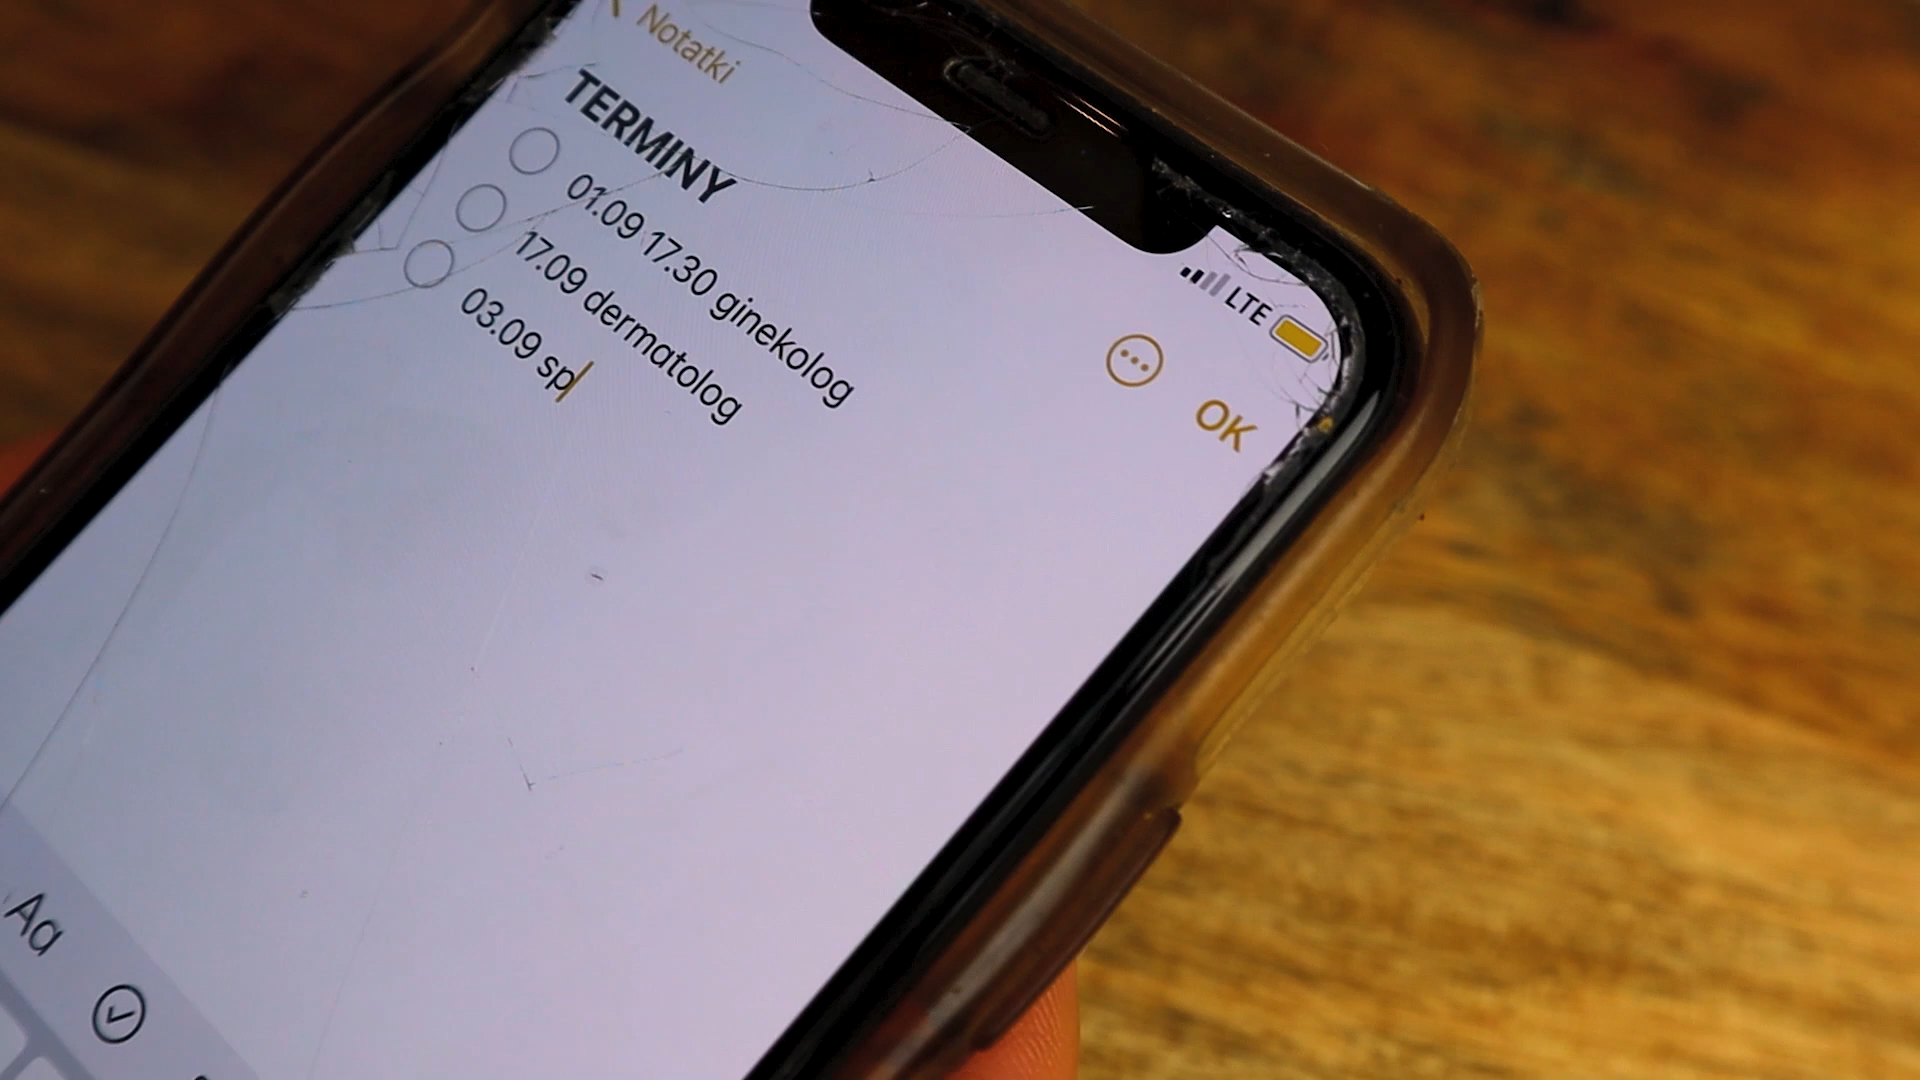 Notatki
LTE
OK
TERMINY
01.09 17.30 ginekolog
17.09 dermatolog
03.09 sp
Aa